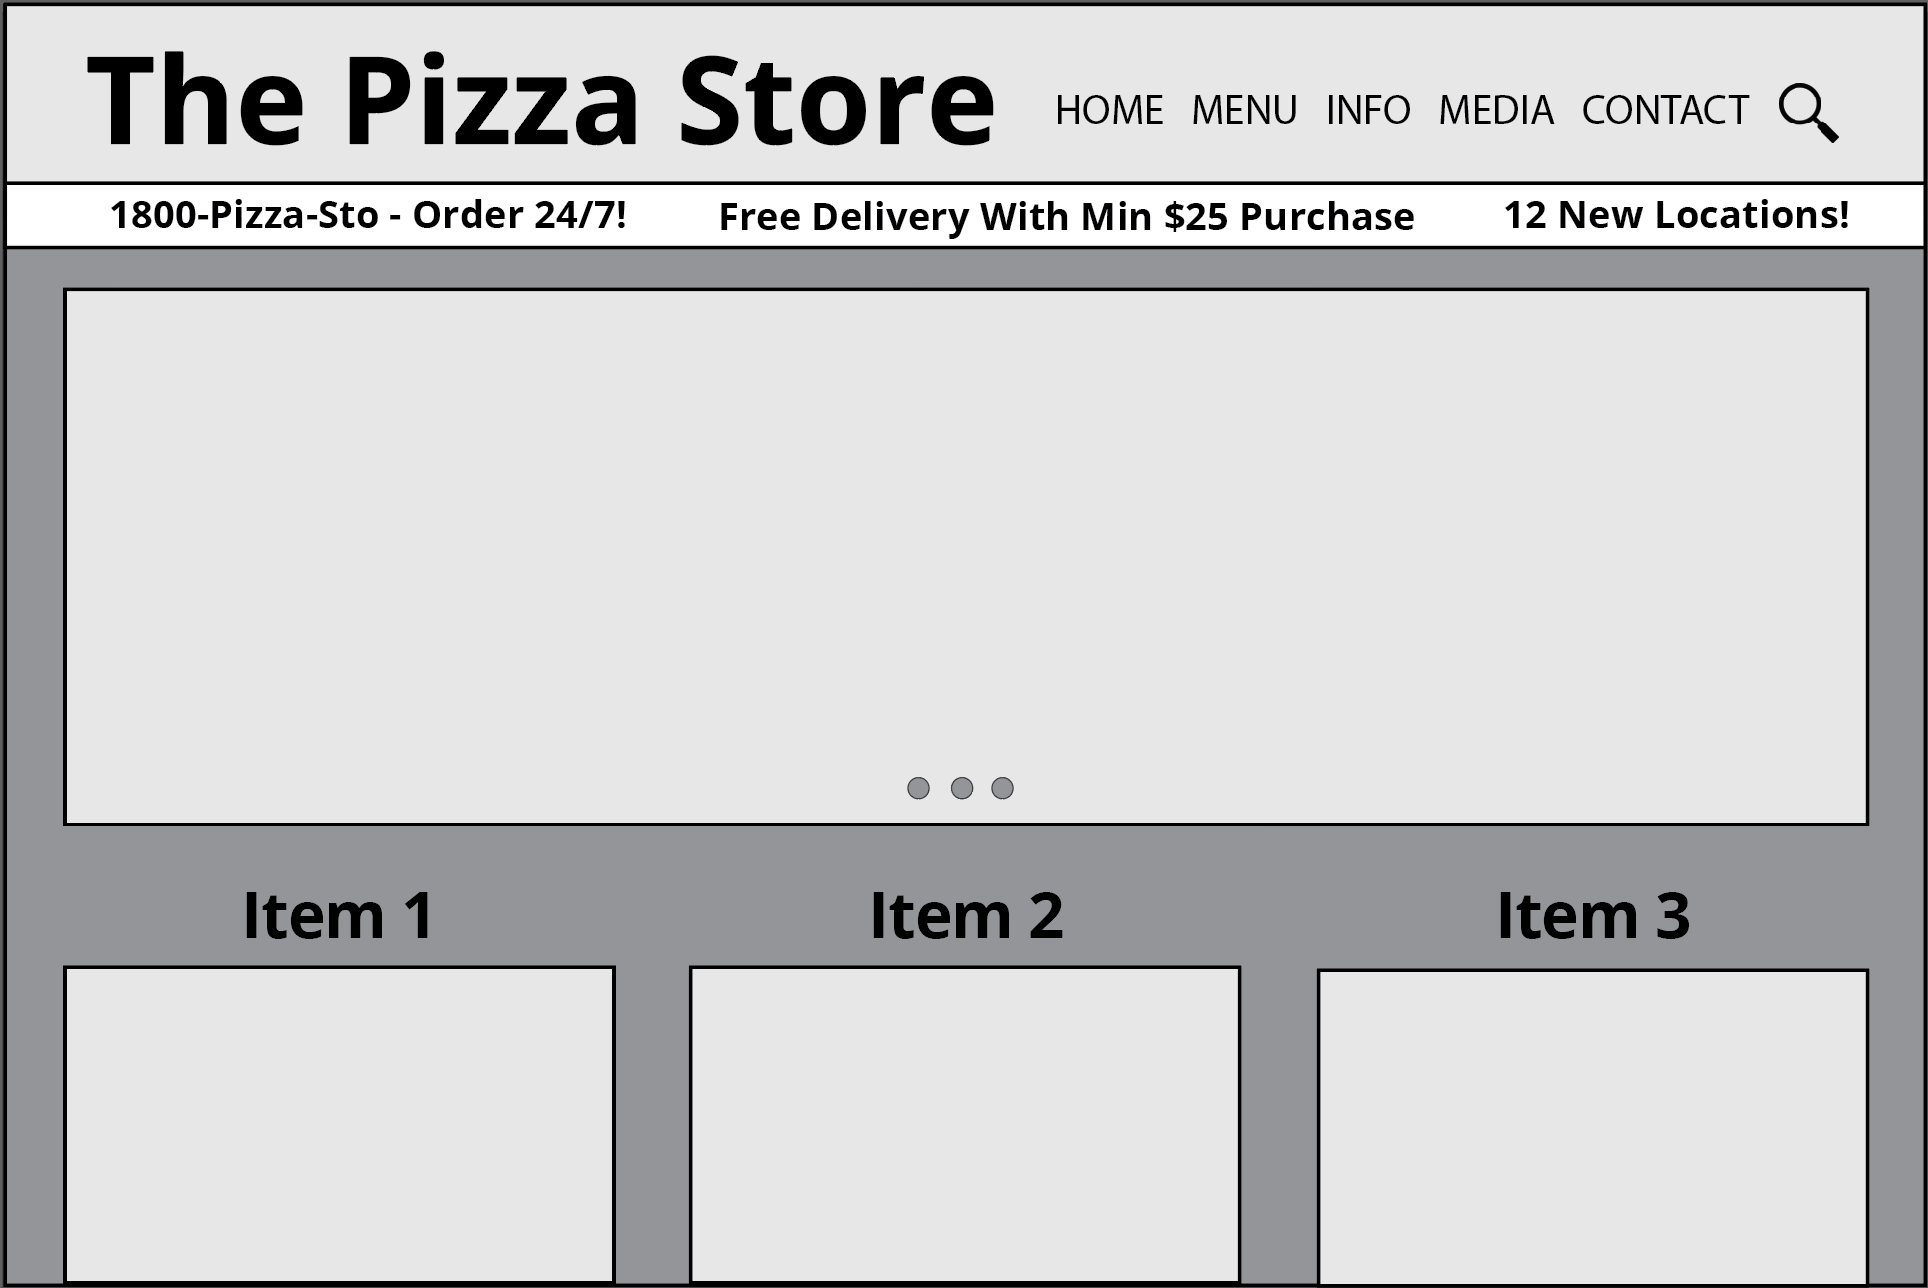 The Pizza Store
HOME MENU INFO MEDIA CONTACT
1800-Pizza-Sto - Order 24/7!
Free Delivery With Min $25 Purchase
12 New Locations!
Item 1
Item 2
Item 3